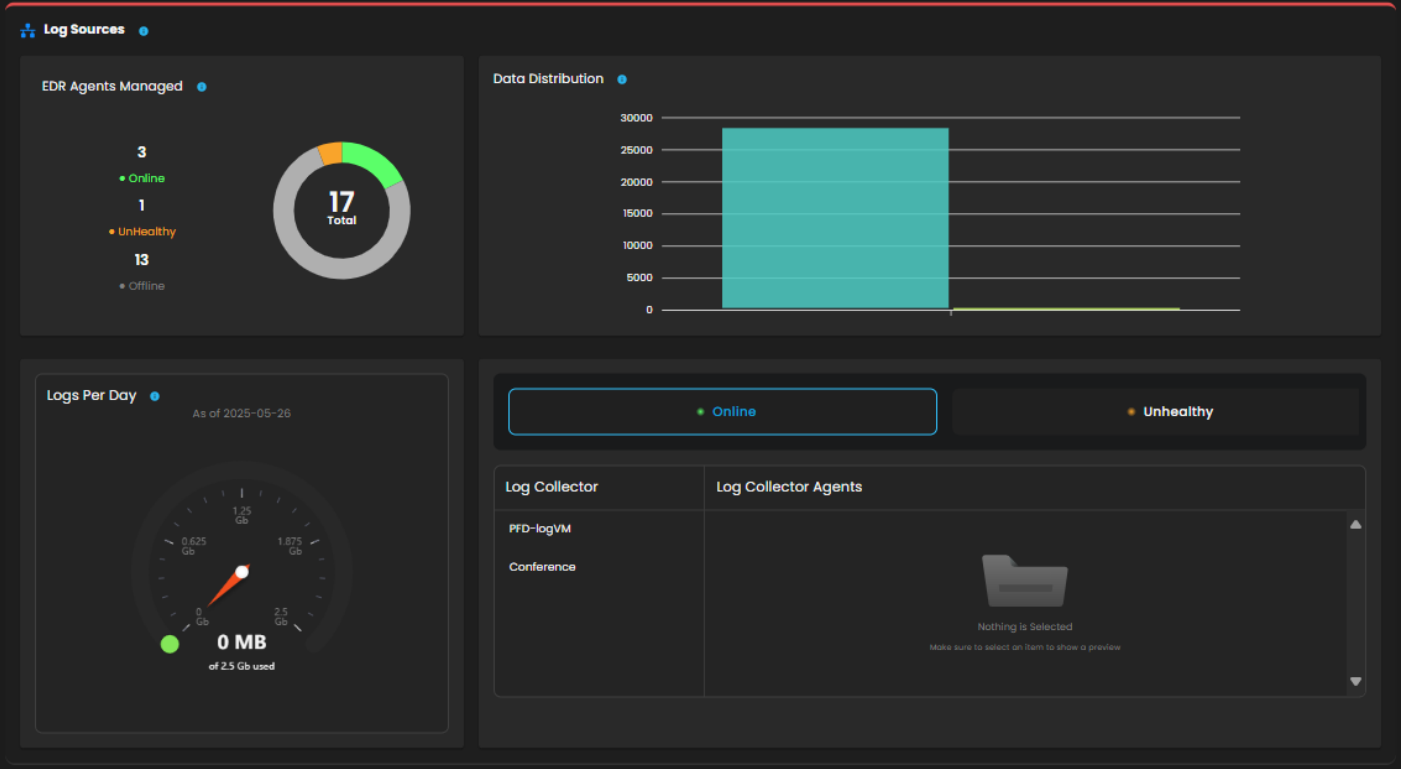 Log Sources
EDR Agents Managed
3
Online
1
UnHealthy
13
Offline
17
Total
Data Distribution
30000
25000
20000
15000
10000
5000
0
Logs Per Day
As of 2025-05-26
1.25
Gb
0.625
Gb
1.875
Gb
0
Gb
2.5
Gb
0 MB
of 2.5 Gb used
Online
Unhealthy
Log Collector
Log Collector Agents
PFD-logVM
Conference
Nothing is Selected
Make sure to select an item to show a preview